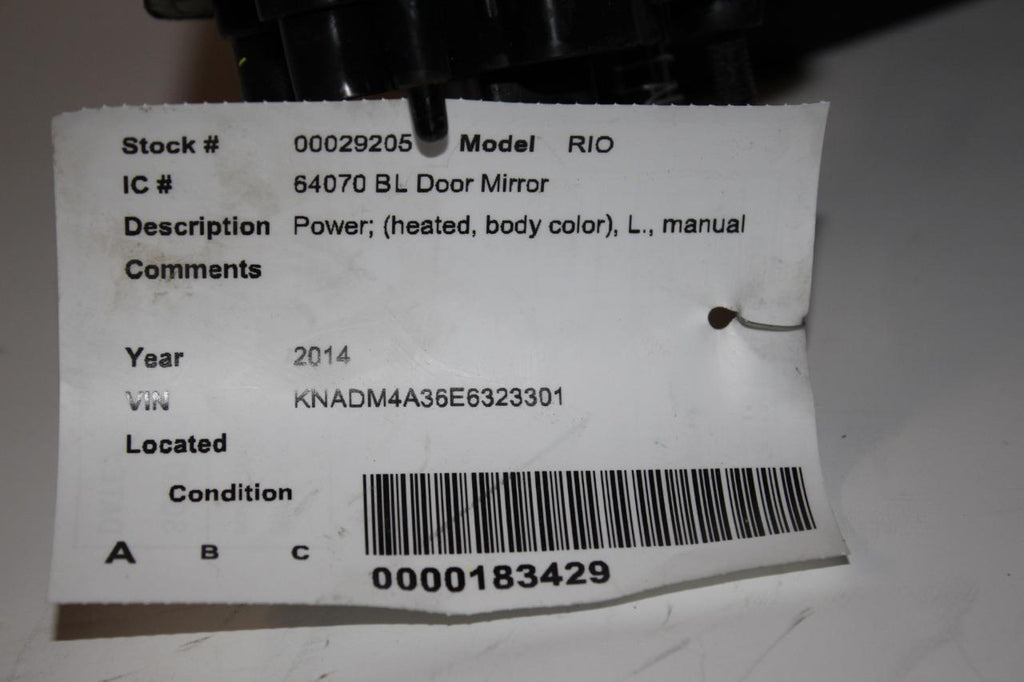 Stock # 00029205 Model RIO
IC # 64070 BL Door Mirror
Description Power; (heated, body color), L., manual
Comments
Year 2014
VIN KNADM4A36E6323301
Located
Condition
A B C
0000183429